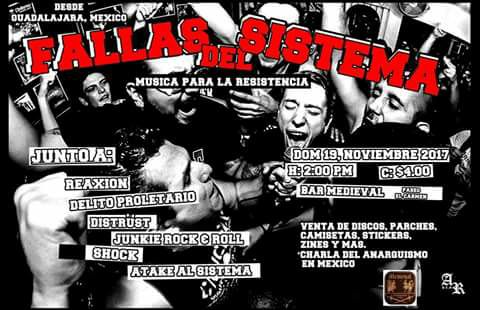 DESDE
GUADALAJARA, MEXICO
FALLAS DEL SISTEMA
MUSICA PARA LA RESISTENCIA
JUNTO A:
REAXION
DELITO PROLETARIO
DISTRUST
JUNKIE ROCK & ROLL
SHOCK
ATAKE AL SISTEMA
DOM 19, NOVIEMBRE 2017
H: 2:00 PM C: $4.00
BAR MEDIEVAL PASEO
EL CARMEN
VENTA DE DISCOS, PARCHES,
CAMISETAS, STICKERS,
ZINES Y MAS.
*CHARLA DEL ANARQUISMO
EN MEXICO
A
R